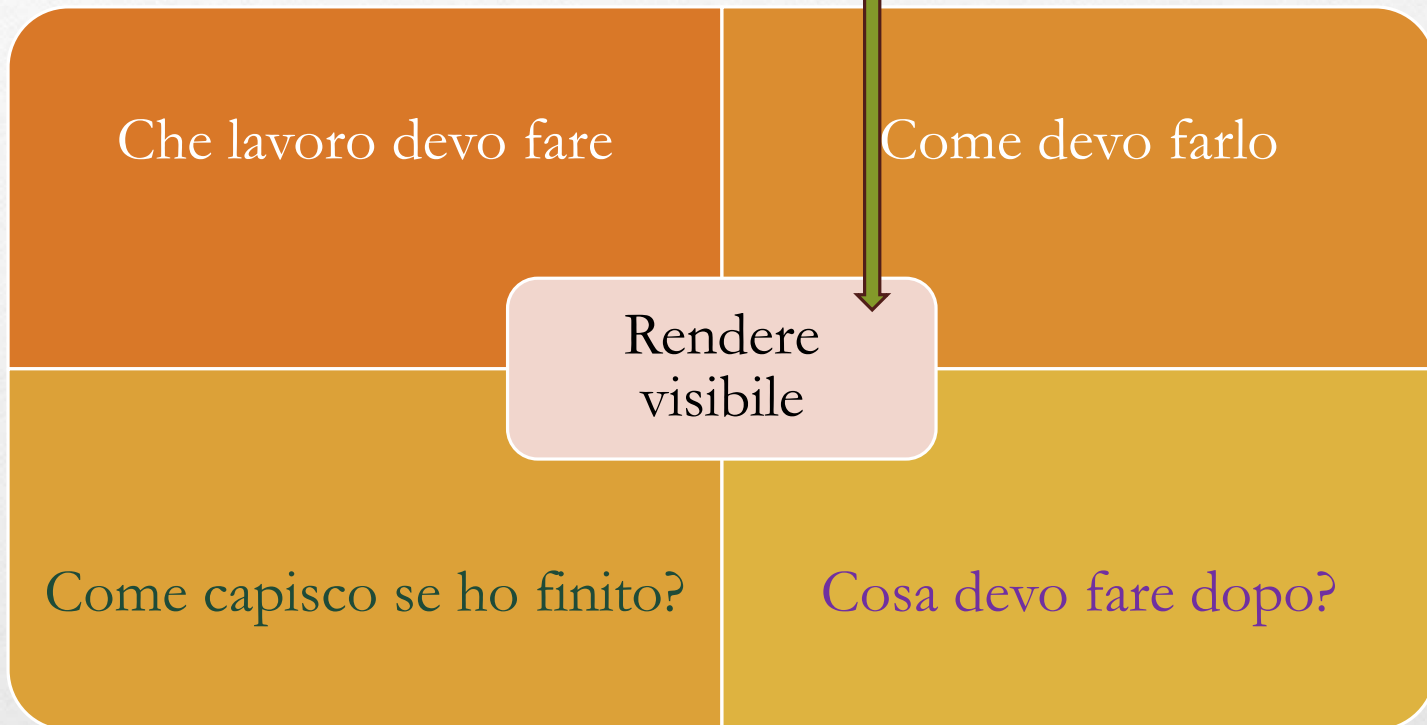 Che lavoro devo fare
Come devo farlo
Rendere
visibile
Come capisco se ho finito?
Cosa devo fare dopo?